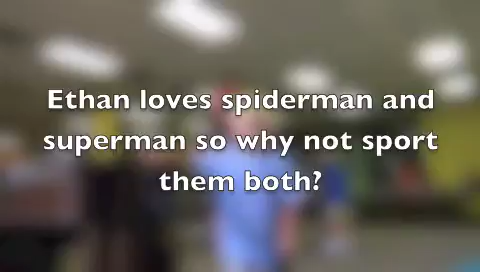 Ethan loves spiderman and
superman so why not sport
them both?